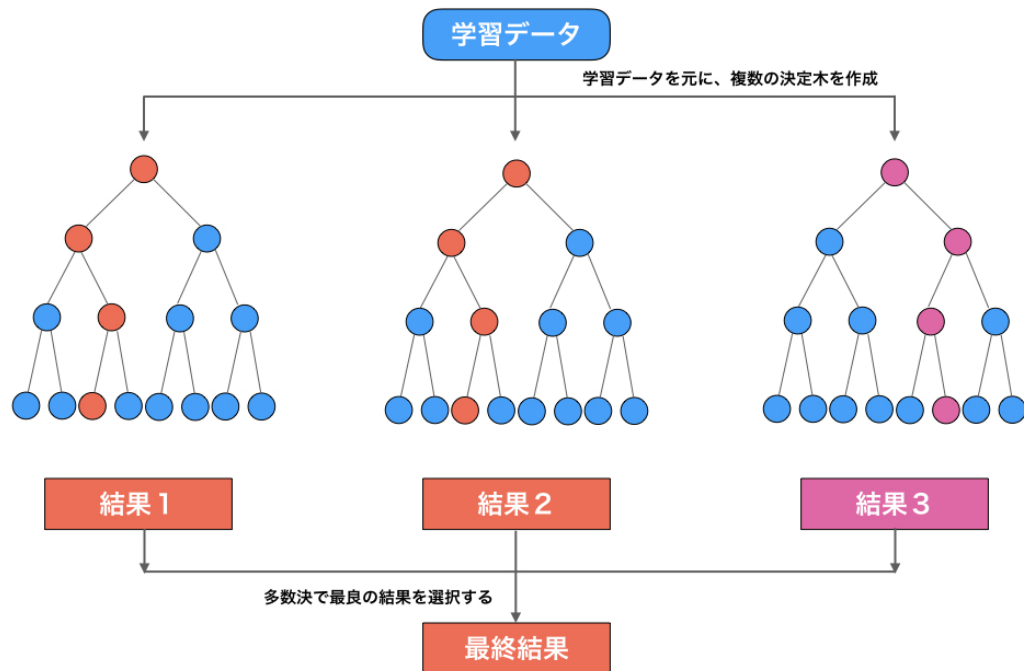 学習データ
学習データを元に、複数の決定木を作成
結果１
結果２
結果３
多数決で最良の結果を選択する
最終結果